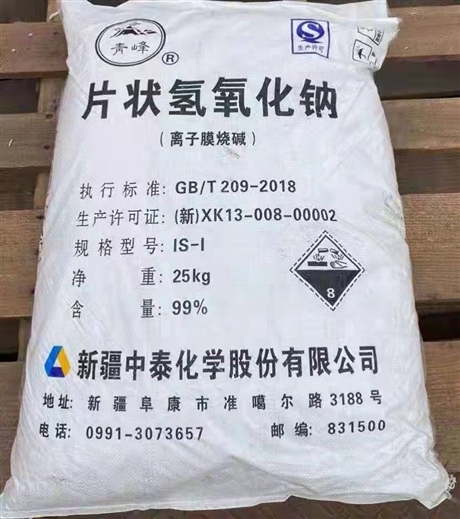 青峰
®
生产许可
片状氢氧化钠
(离子膜烧碱)
执行标准: GB/T 209-2018
生产许可证: (新)XK13-008-00002
规格型号: IS-I
净 重: 25kg
含 量: 99%
8
新疆中泰化学股份有限公司
地址: 新疆阜康市准噶尔路3188号
电话: 0991-3073657 邮编: 831500